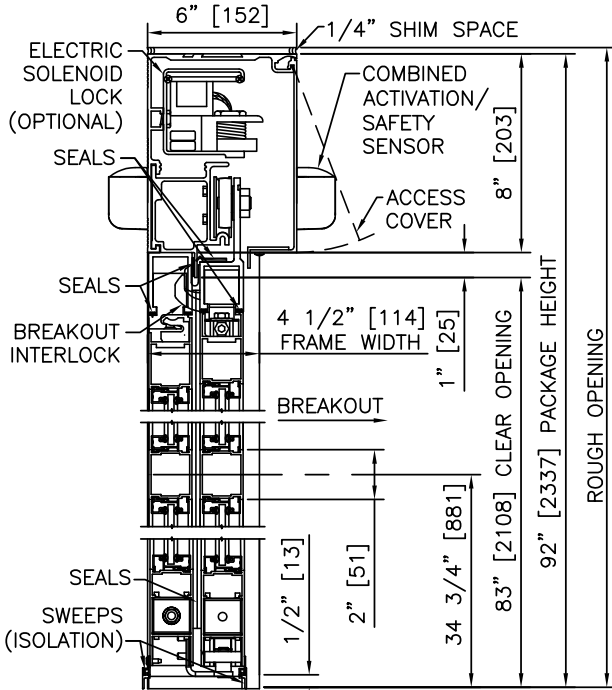 6" [152]
1/4" SHIM SPACE
ELECTRIC
SOLENOID
LOCK
(OPTIONAL)
COMBINED
ACTIVATION/
SAFETY
SENSOR
SEALS
8" [203]
ACCESS
COVER
SEALS
BREAKOUT
INTERLOCK
4 1/2" [114]
FRAME WIDTH
1" [25]
BREAKOUT
83" [2108] CLEAR OPENING
92" [2337] PACKAGE HEIGHT
ROUGH OPENING
SEALS
SWEEPS
(ISOLATION)
1/2" [13]
2" [51]
34 3/4" [881]